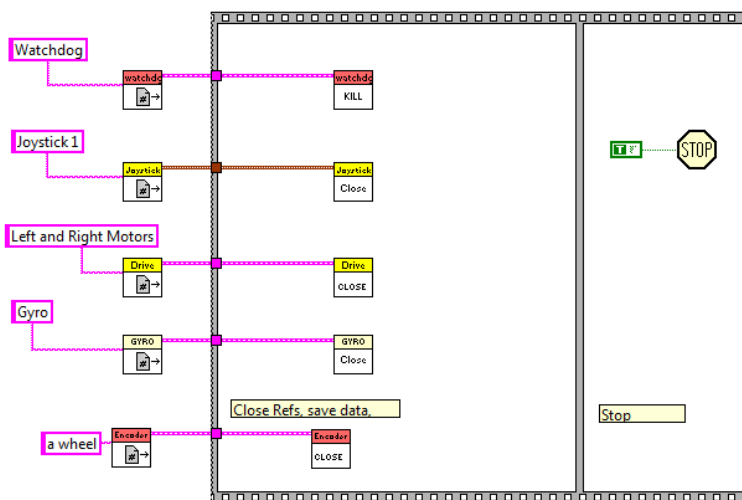 Watchdog
watchdo
watchdo
KILL
Joystick 1
Joystick
Joystick
Close
STOP
T F
Left and Right Motors
Drive
Drive
CLOSE
Gyro
GYRO
GYRO
Close
Close Refs, save data,
Stop
a wheel
Encoder
Encoder
CLOSE